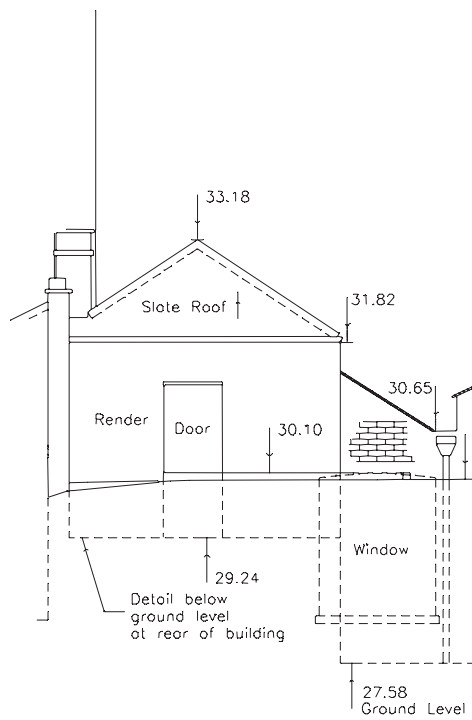 33.18
Slate Roof
31.82
30.65
Render
Door
30.10
Window
29.24
Detail below
ground level
at rear of building
27.58
Ground Level